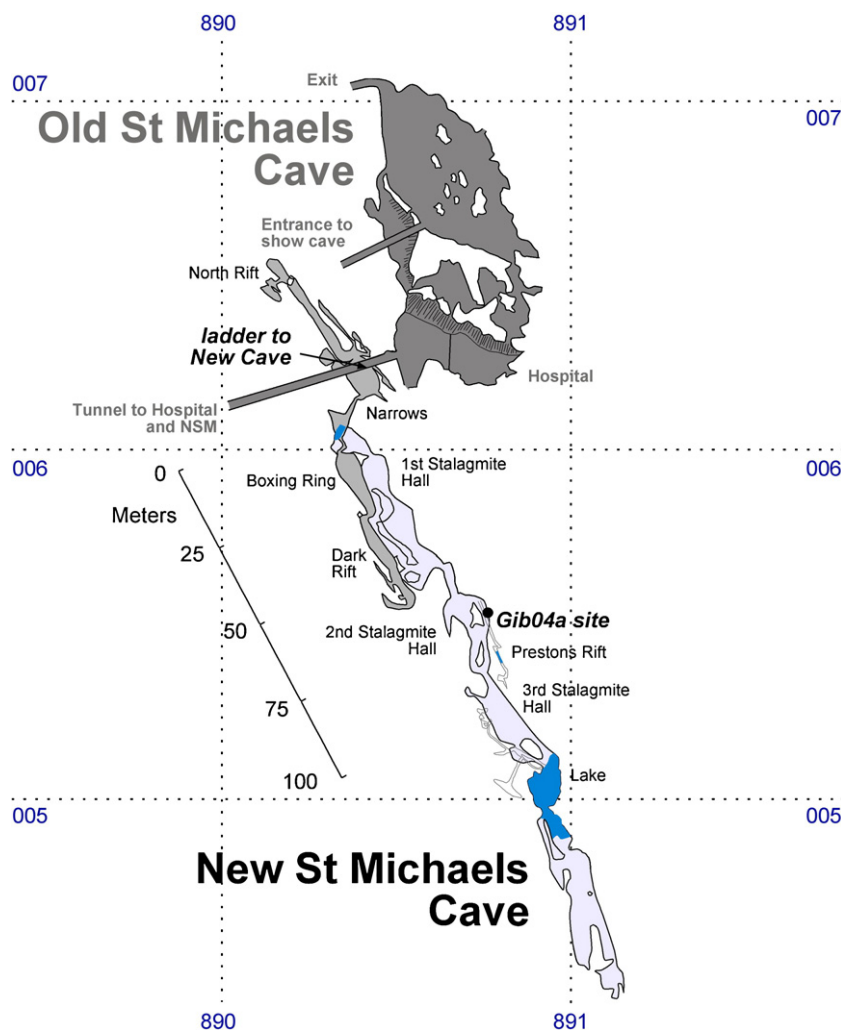 890
891
007
Exit
Old St Michaels
Cave
007
Entrance to
show cave
North Rift
ladder to
New Cave
Hospital
Tunnel to Hospital
and NSM
Narrows
006
0
Boxing Ring
1st Stalagmite
Hall
006
Meters
25
Dark
Rift
Gib04a site
50
2nd Stalagmite
Hall
Prestons Rift
3rd Stalagmite
Hall
75
100
Lake
005
005
New St Michaels
Cave
890
891